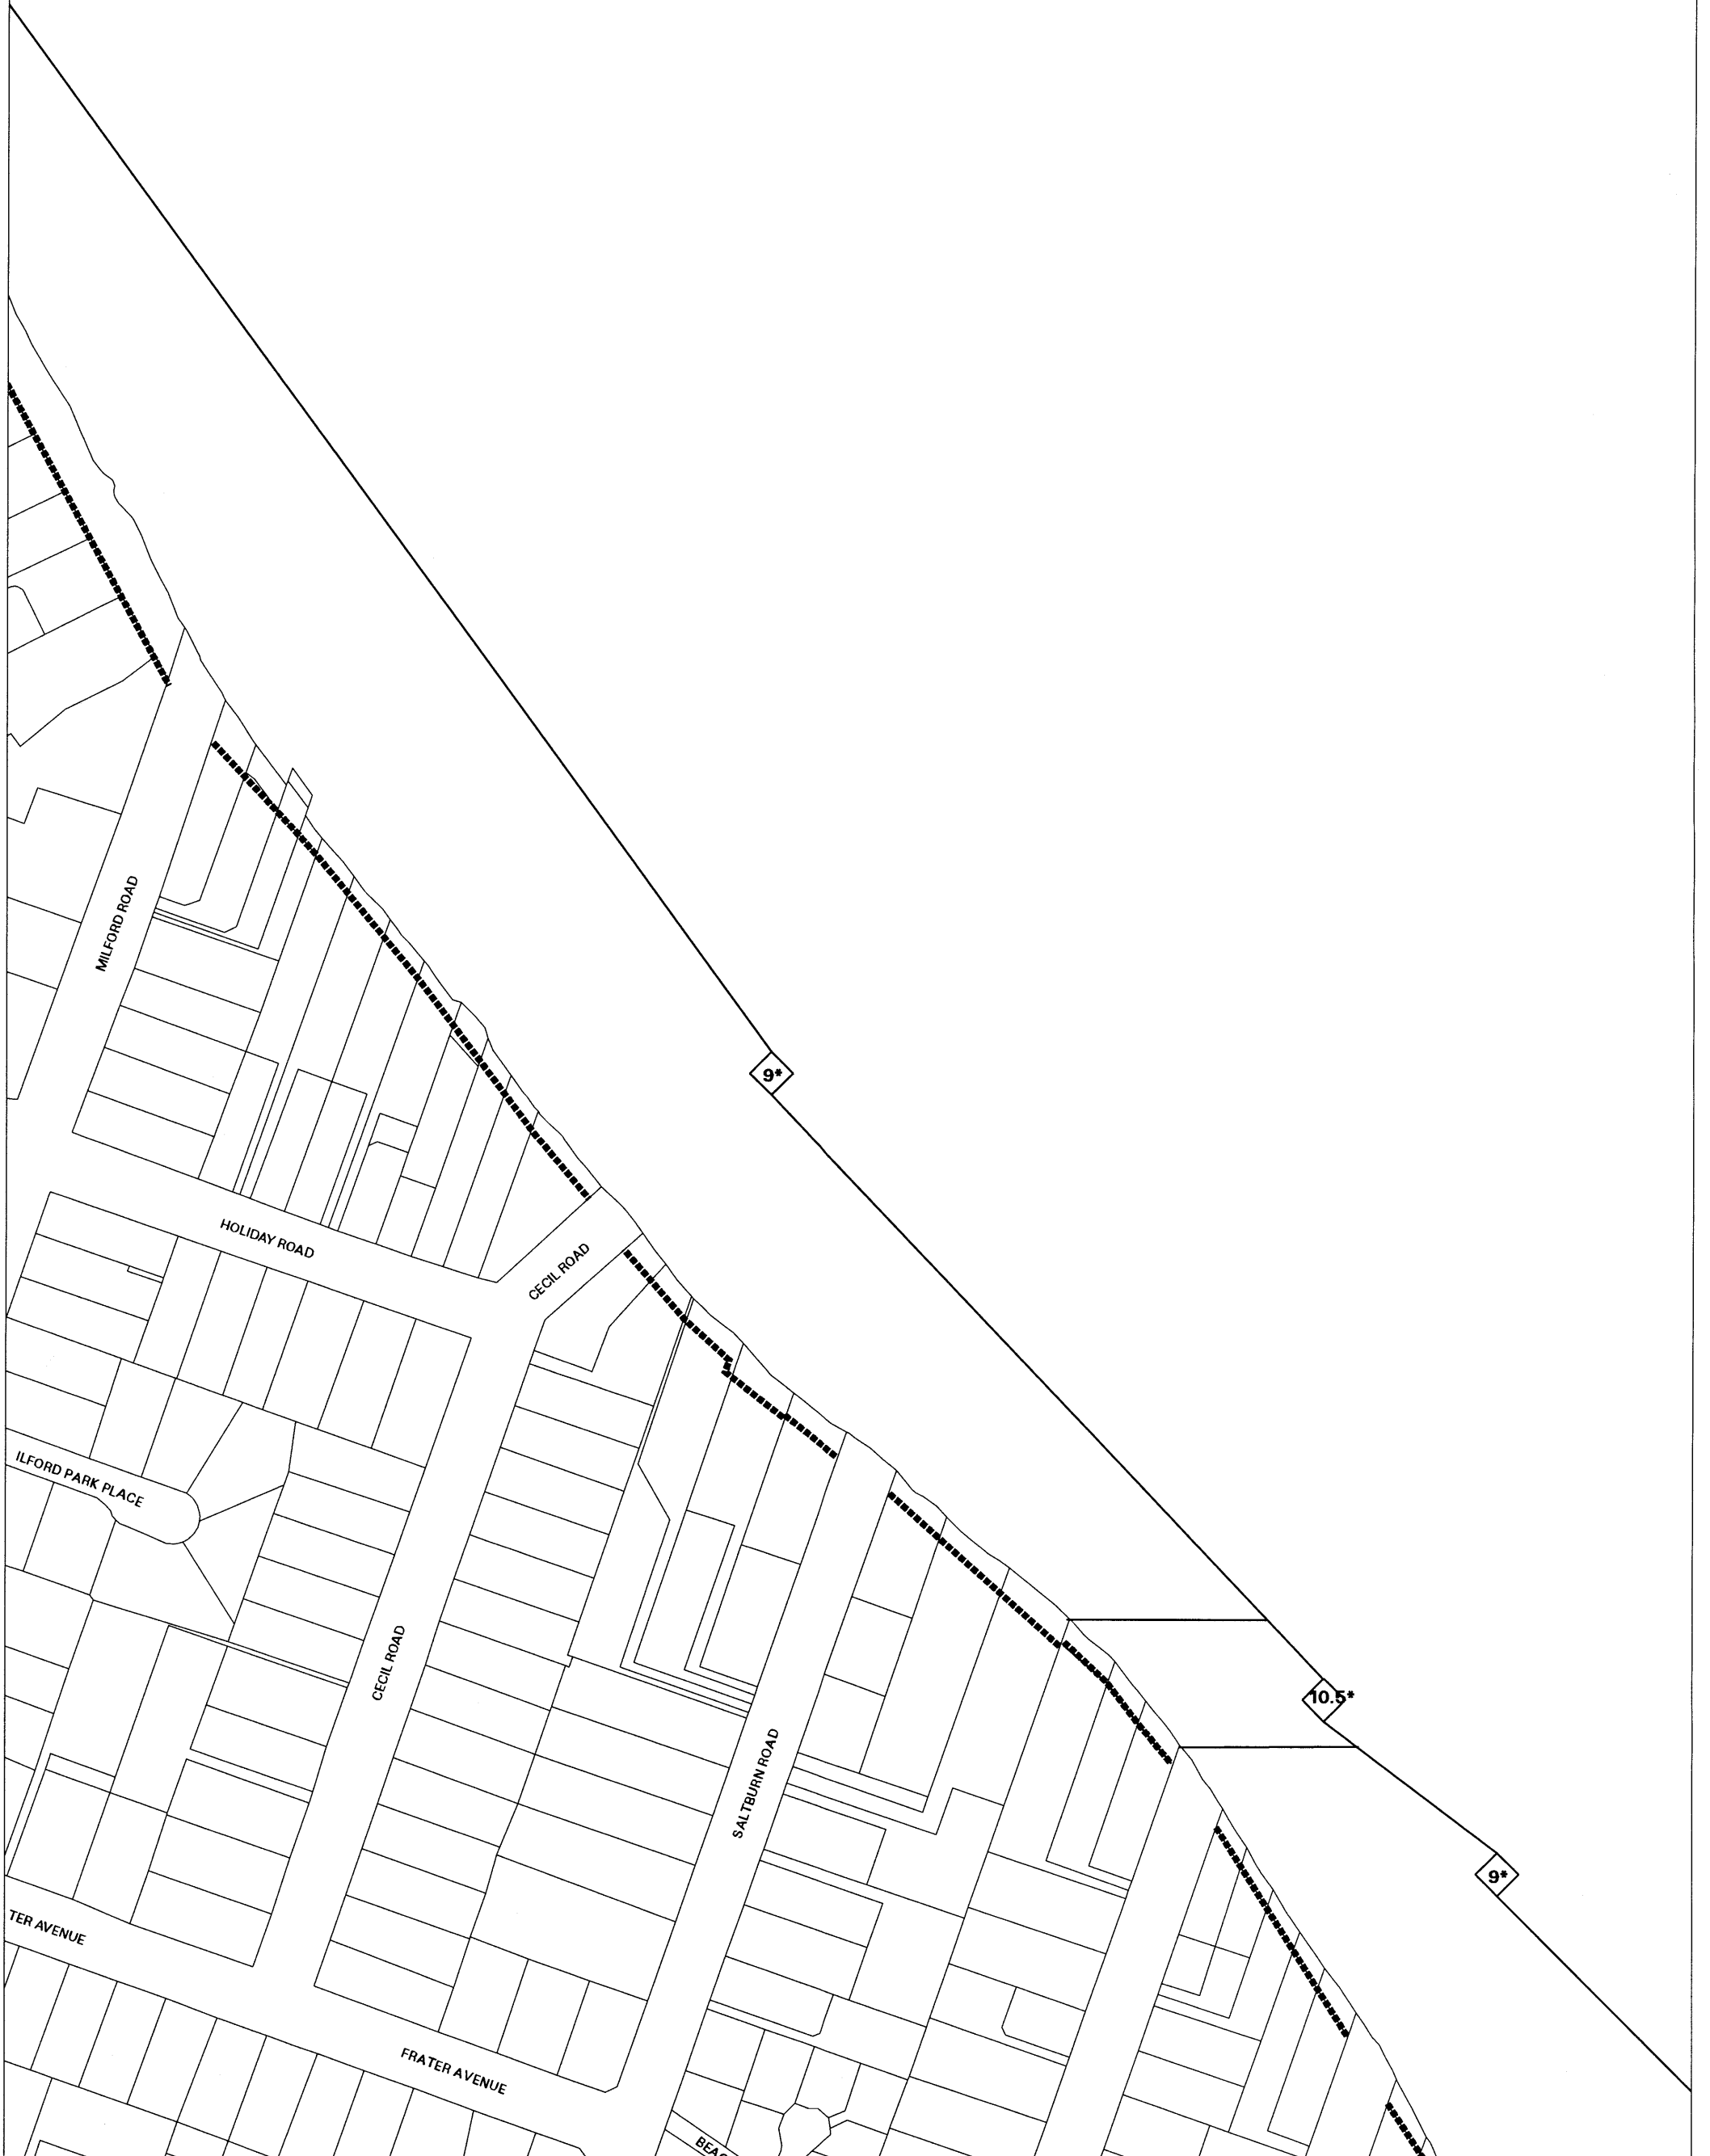 MILFORD ROAD
9*
HOLIDAY ROAD
CECIL ROAD
ILFORD PARK PLACE
CECIL ROAD
10.5*
SALTBURN ROAD
9*
TER AVENUE
FRATER AVENUE
BEAC